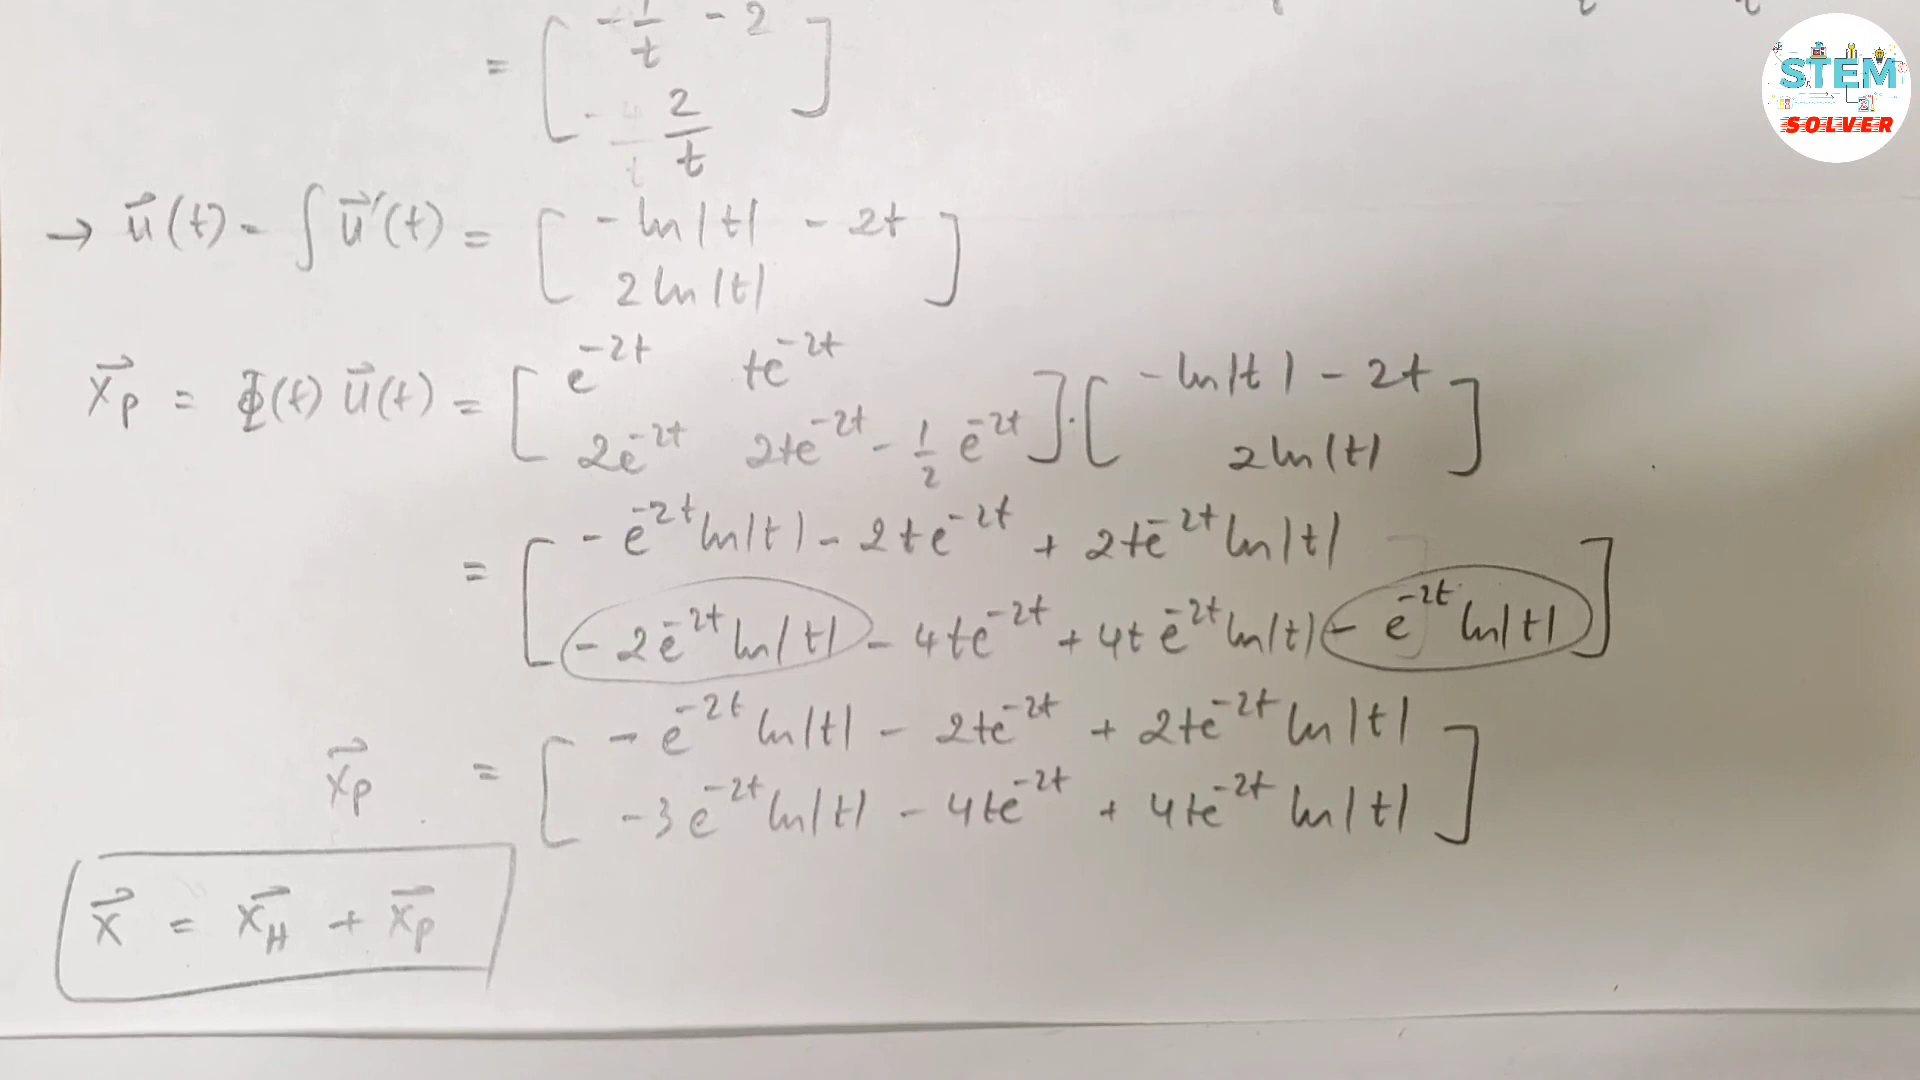 STEM
SOLVER
= [ -1/t - 2
2/t ]
→ u⃗(t) = ∫ u⃗'(t) = [ -ln|t| - 2t
2ln|t| ]
x⃗p = Φ(t) u⃗(t) = [ e^-2t te^-2t
2e^-2t 2te^-2t - 1/2 e^-2t ] · [ -ln|t| - 2t
2ln|t| ]
= [ -e^-2t ln|t| - 2te^-2t + 2te^-2t ln|t|
-2e^-2t ln|t| - 4te^-2t + 4te^-2t ln|t| - e^-2t ln|t| ]
x⃗p = [ -e^-2t ln|t| - 2te^-2t + 2te^-2t ln|t|
-3e^-2t ln|t| - 4te^-2t + 4te^-2t ln|t| ]
x⃗ = x⃗H + x⃗p